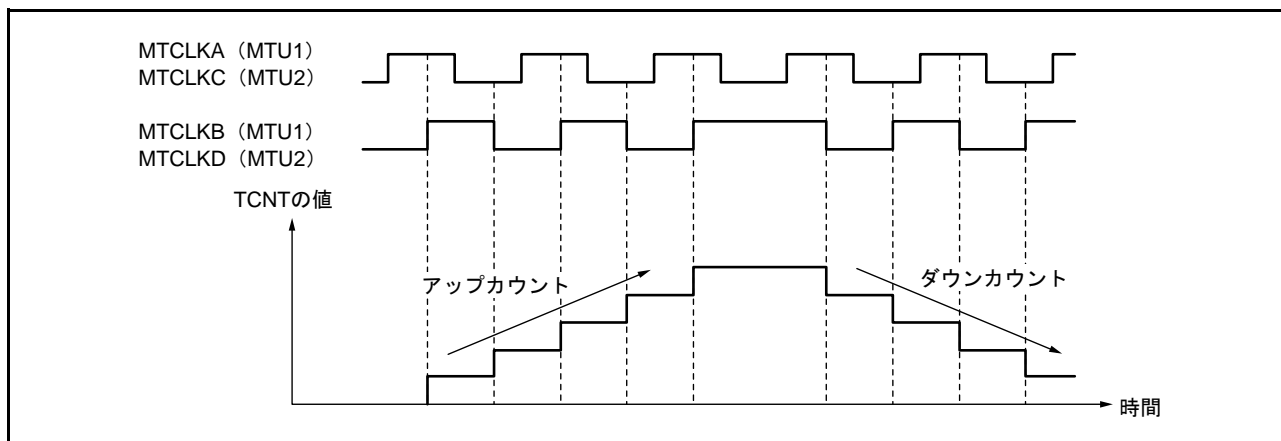 MTCLKA（MTU1）
MTCLKC（MTU2）
MTCLKB（MTU1）
MTCLKD（MTU2）
TCNTの値
アップカウント
ダウンカウント
時間